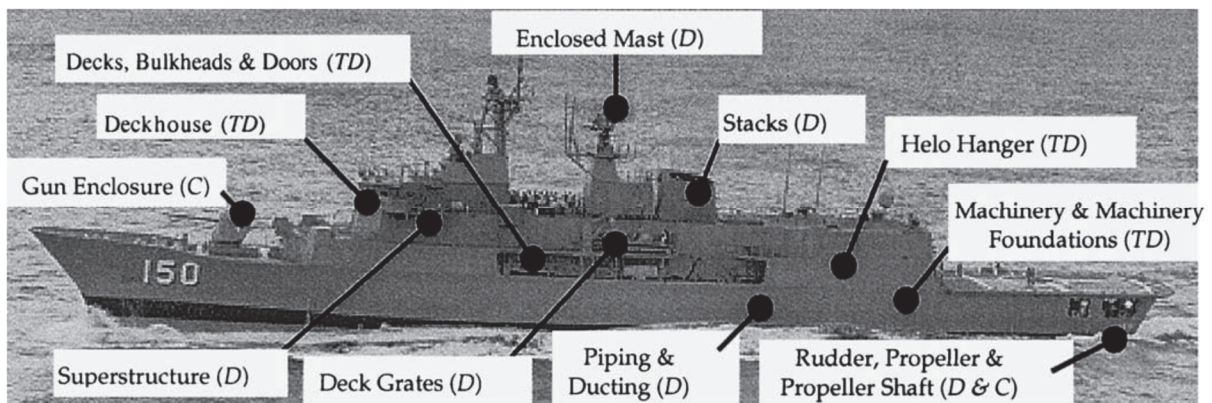 Enclosed Mast (D)
Decks, Bulkheads & Doors (TD)
Deckhouse (TD)
Stacks (D)
Helo Hanger (TD)
Gun Enclosure (C)
Machinery & Machinery
Foundations (TD)
150
Superstructure (D)
Deck Grates (D)
Piping &
Ducting (D)
Rudder, Propeller &
Propeller Shaft (D & C)